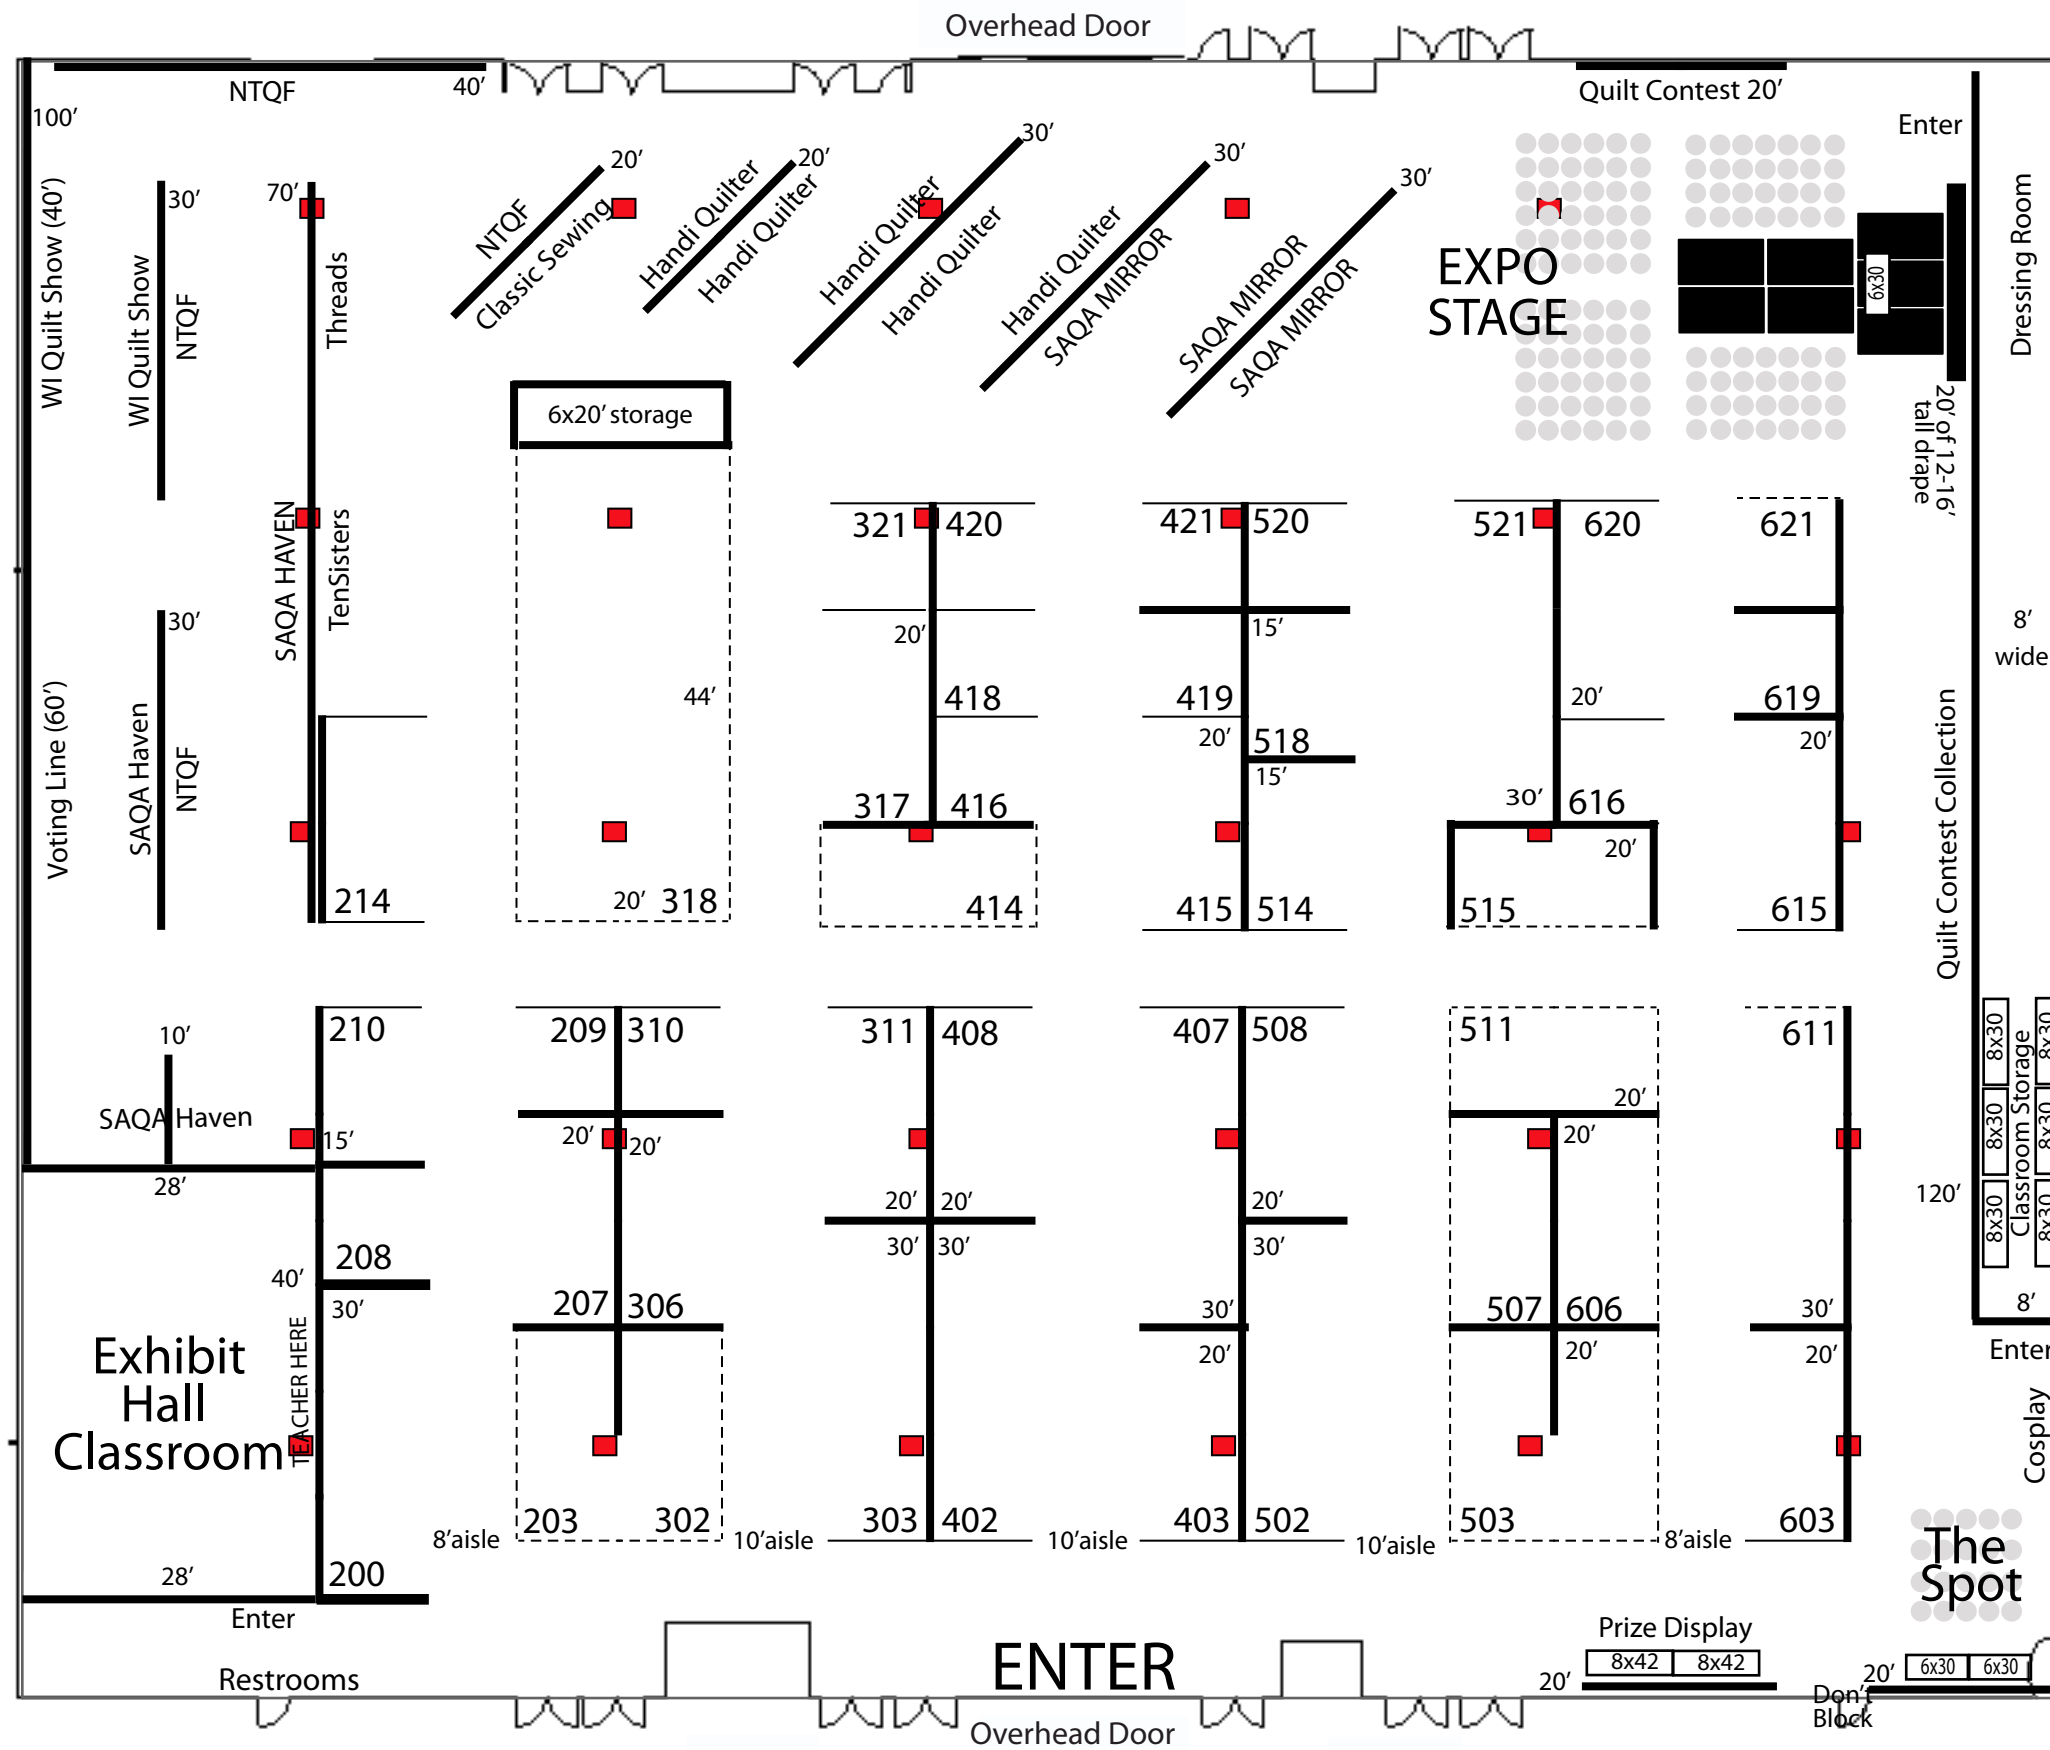 Overhead Door
NTQF
40’
Quilt Contest 20’
100’
Enter
WI Quilt Show (40’)
30’
WI Quilt Show
NTQF
70’
Threads
20’
NTQF
Classic Sewing
20’
Handi Quilter
Handi Quilter
30’
Handi Quilter
Handi Quilter
30’
Handi Quilter
SAQA MIRROR
30’
SAQA MIRROR
SAQA MIRROR
EXPO
STAGE
6x30
Dressing Room
20’ of 12-16’
tall drape
6x20’ storage
SAQA HAVEN
TenSisters
321
420
421
520
521
620
621
30’
20’
15’
8’
wide
Voting Line (60’)
SAQA Haven
NTQF
44’
418
419
20’
619
20’
518
20’
15’
Quilt Contest Collection
317
416
30’
616
20’
214
20’
318
414
415
514
515
615
210
209
310
311
408
407
508
511
611
10’
SAQA Haven
15’
20’
20’
20’
20’
28’
20’
20’
20’
120’
8x30
8x30
8x30
Classroom Storage
8x30
8x30
8x30
208
30’
30’
30’
40’
30’
207
306
30’
507
606
30’
8’
20’
20’
20’
Enter
TEACHER HERE
Exhibit
Hall
Classroom
Cosplay
8’aisle
203
302
10’aisle
303
402
10’aisle
403
502
10’aisle
503
8’aisle
603
The
Spot
28’
200
Enter
Restrooms
ENTER
Prize Display
8x42
8x42
20’
20’
6x30
6x30
Don’t
Block
Overhead Door